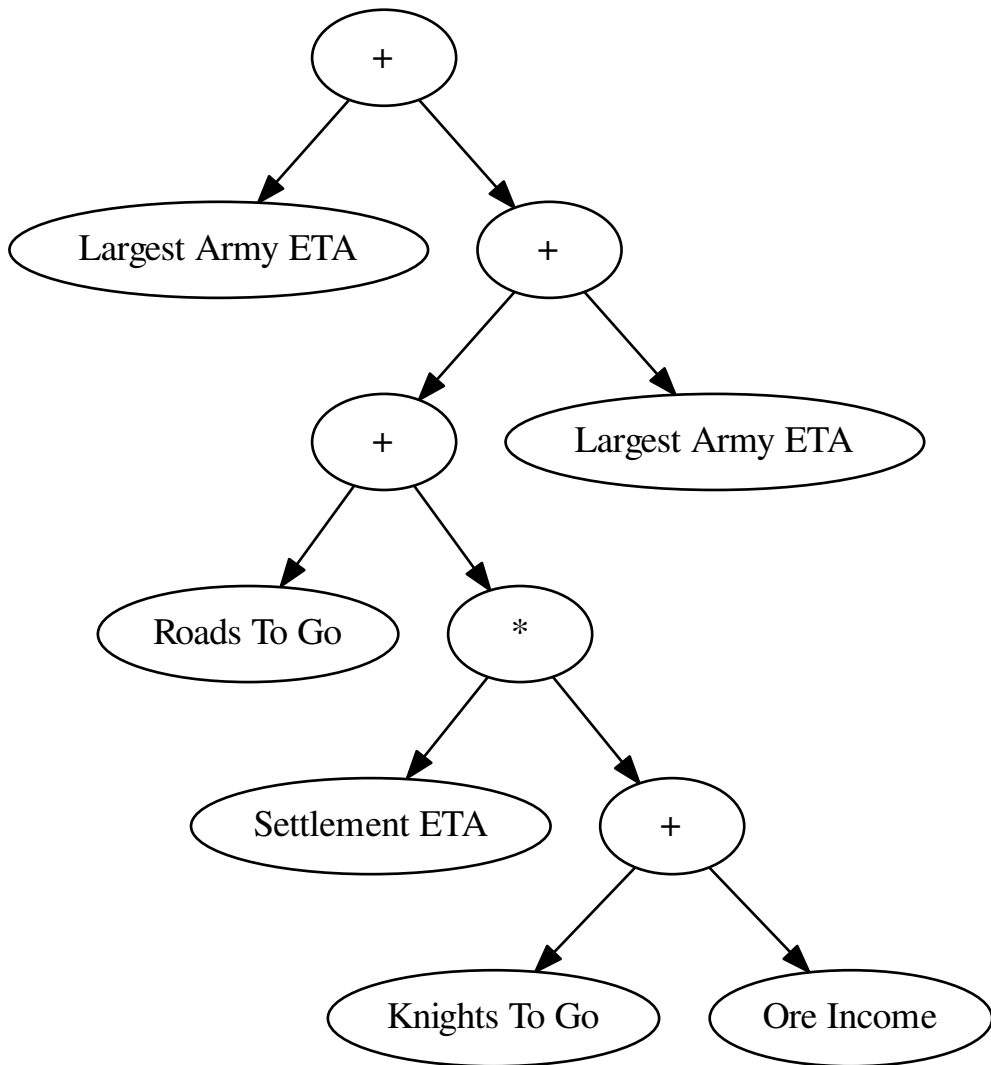 +
Largest Army ETA
+
+
Largest Army ETA
Roads To Go
*
Settlement ETA
+
Knights To Go
Ore Income